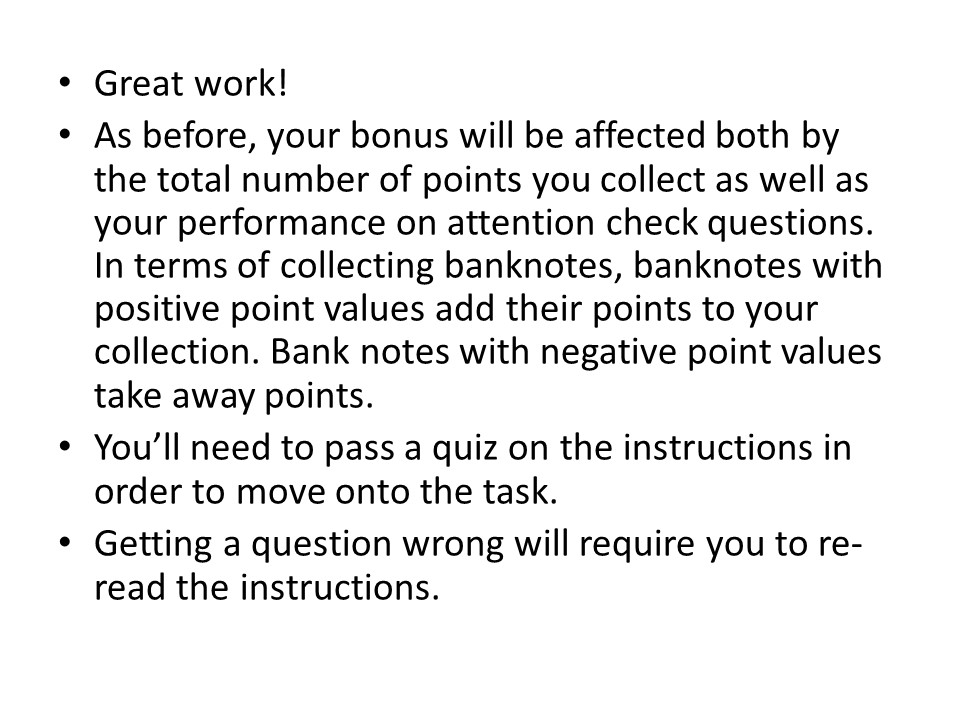 • Great work!
• As before, your bonus will be affected both by
the total number of points you collect as well as
your performance on attention check questions.
In terms of collecting banknotes, banknotes with
positive point values add their points to your
collection. Bank notes with negative point values
take away points.
• You’ll need to pass a quiz on the instructions in
order to move onto the task.
• Getting a question wrong will require you to re-
read the instructions.